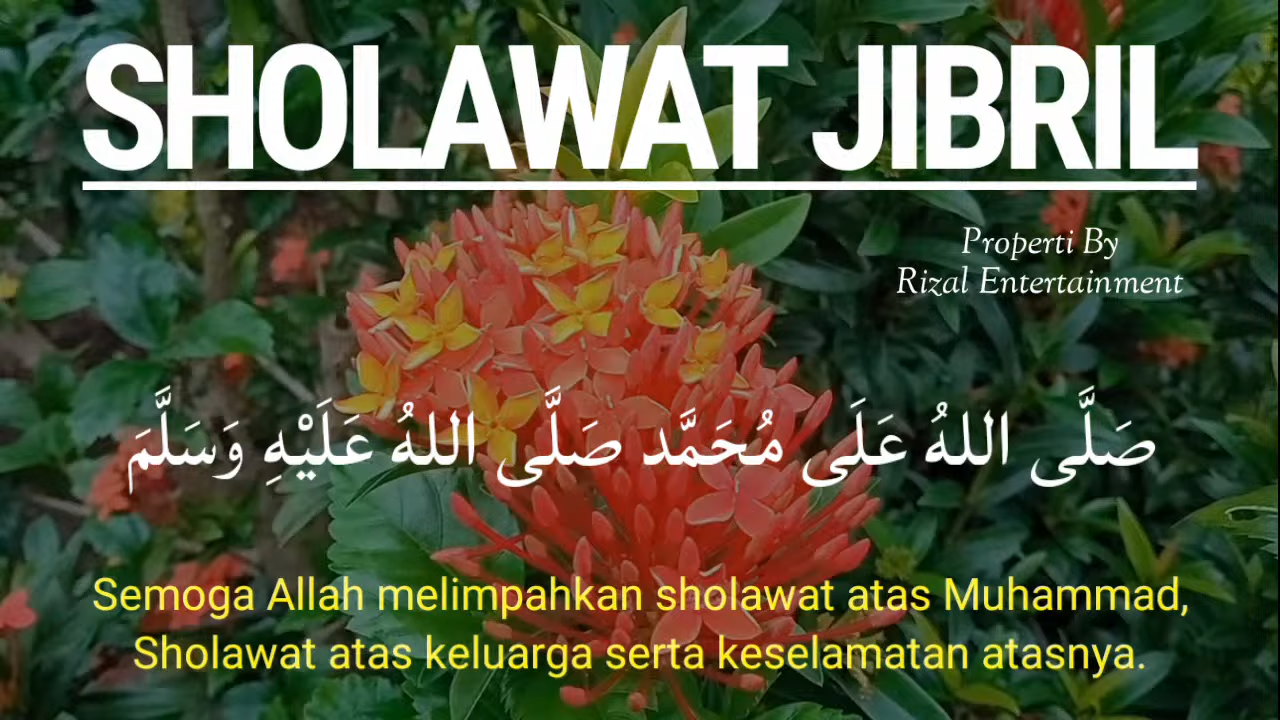 SHOLAWAT JIBRIL
Properti By
Rizal Entertainment
صَلَّى اللهُ عَلَى مُحَمَّد صَلَّى اللهُ عَلَيْهِ وَسَلَّمَ
Semoga Allah melimpahkan sholawat atas Muhammad,
Sholawat atas keluarga serta keselamatan atasnya.